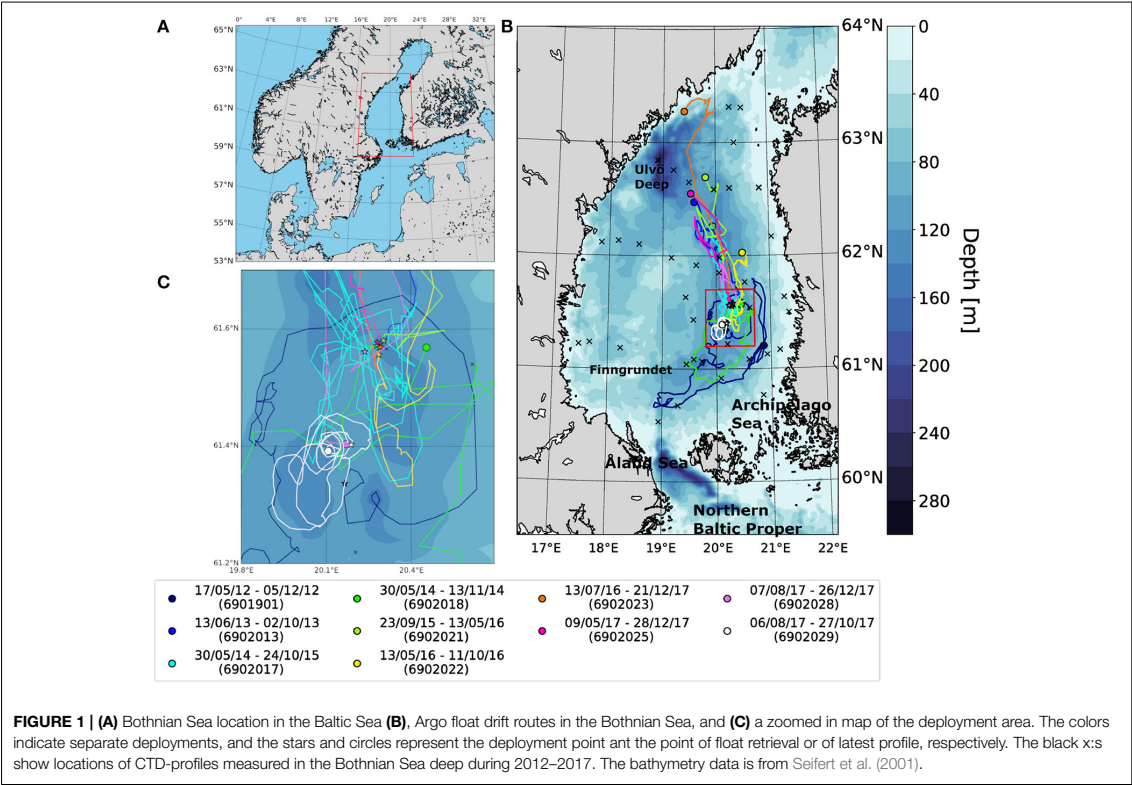 A
0° 4°E 8°E 12°E 16°E 20°E 24°E 28°E 32°E
65°N
63°N
61°N
59°N
57°N
55°N
53°N
B
64°N
63°N
62°N
61°N
60°N
Ulvö
Deep
Finngrundet
Archipelago
Sea
Åland Sea
Northern
Baltic Proper
17°E 18°E 19°E 20°E 21°E 22°E
0
40
80
120
160
200
240
280
Depth [m]
C
61.6°N
61.4°N
61.2°N
19.8°E 20.1°E 20.4°E
17/05/12 - 05/12/12
(6901901)
13/06/13 - 02/10/13
(6902013)
30/05/14 - 24/10/15
(6902017)
30/05/14 - 13/11/14
(6902018)
23/09/15 - 13/05/16
(6902021)
13/05/16 - 11/10/16
(6902022)
13/07/16 - 21/12/17
(6902023)
09/05/17 - 28/12/17
(6902025)
07/08/17 - 26/12/17
(6902028)
06/08/17 - 27/10/17
(6902029)
FIGURE 1 | (A) Bothnian Sea location in the Baltic Sea (B), Argo float drift routes in the Bothnian Sea, and (C) a zoomed in map of the deployment area. The colors
indicate separate deployments, and the stars and circles represent the deployment point ant the point of float retrieval or of latest profile, respectively. The black x:s
show locations of CTD-profiles measured in the Bothnian Sea deep during 2012–2017. The bathymetry data is from Seifert et al. (2001).